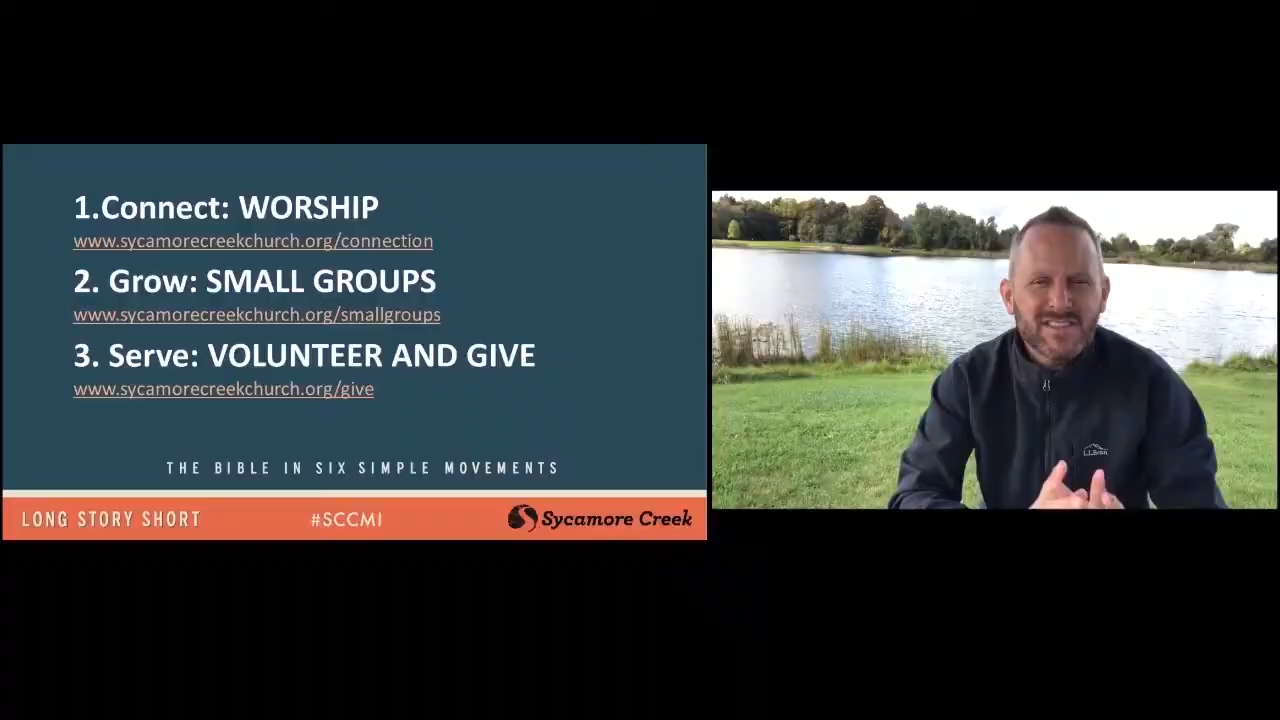 1.Connect: WORSHIP
www.sycamorecreekchurch.org/connection
2. Grow: SMALL GROUPS
www.sycamorecreekchurch.org/smallgroups
3. Serve: VOLUNTEER AND GIVE
www.sycamorecreekchurch.org/give
THE BIBLE IN SIX SIMPLE MOVEMENTS
LONG STORY SHORT
#SCCMI
Sycamore Creek
L.L.Bean